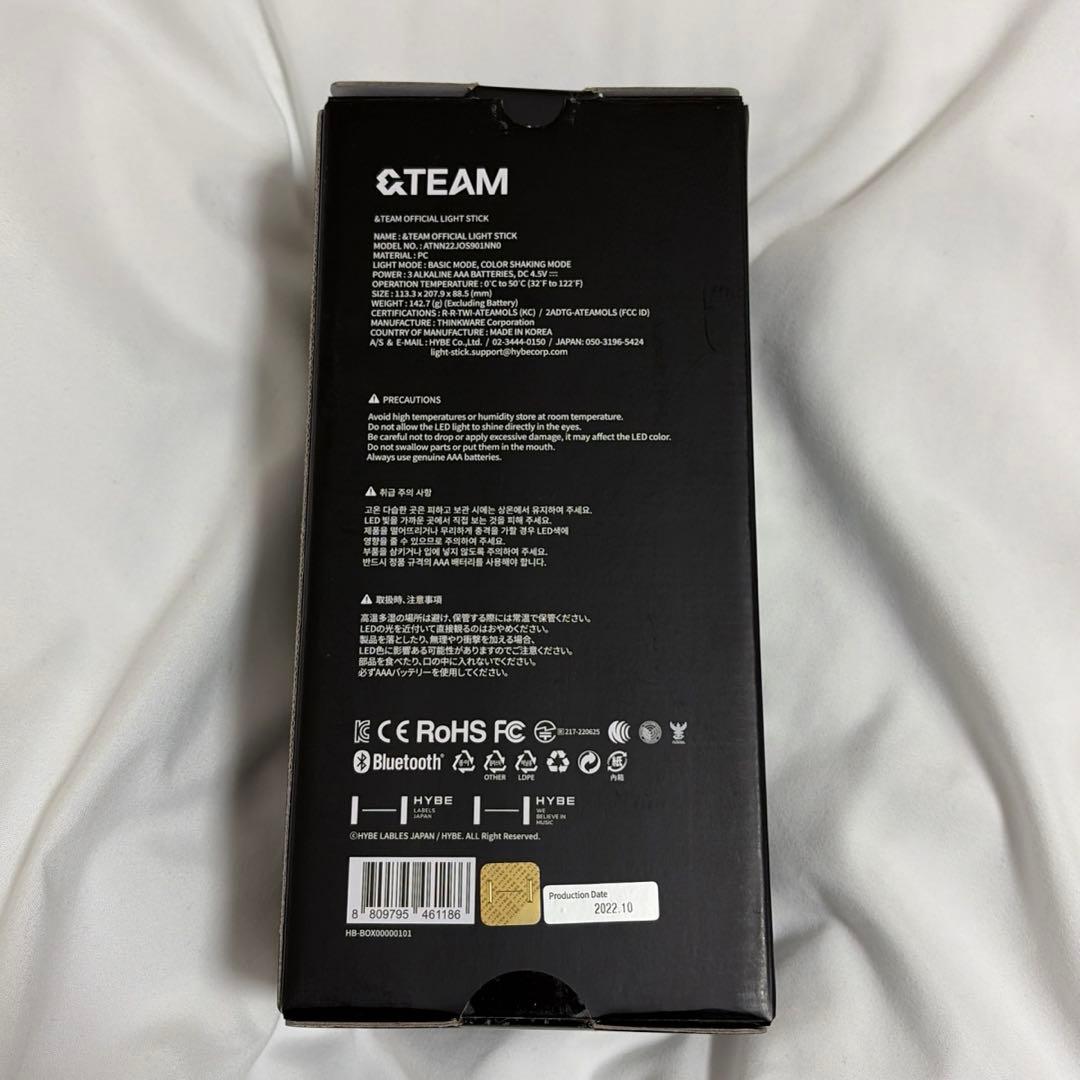 &TEAM
&TEAM OFFICIAL LIGHT STICK
NAME : &TEAM OFFICIAL LIGHT STICK
MODEL NO. : ATNN22JOS901NN0
MATERIAL : PC
LIGHT MODE : BASIC MODE, COLOR SHAKING MODE
POWER : 3 ALKALINE AAA BATTERIES, DC 4.5V ⎓
OPERATION TEMPERATURE : 0°C to 50°C (32°F to 122°F)
SIZE : 113.3 x 207.9 x 88.5 (mm)
WEIGHT : 142.7 (g) (Excluding Battery)
CERTIFICATIONS : R-R-TWI-ATEAMOLS (KC) / 2ADTG-ATEAMOLS (FCC ID)
MANUFACTURE : THINKWARE Corporation
COUNTRY OF MANUFACTURE : MADE IN KOREA
A/S & E-MAIL : HYBE Co.,Ltd. / 02-3444-0150 / JAPAN: 050-3196-5424
light-stick.support@hybecorp.com
⚠ PRECAUTIONS
Avoid high temperatures or humidity store at room temperature.
Do not allow the LED light to shine directly in the eyes.
Be careful not to drop or apply excessive damage, it may affect the LED color.
Do not swallow parts or put them in the mouth.
Always use genuine AAA batteries.
⚠ 취급 주의 사항
고온 다습한 곳은 피하고 보관 시에는 상온에서 유지하여 주세요.
LED 빛을 가까운 곳에서 직접 보는 것을 피해 주세요.
제품을 떨어뜨리거나 무리하게 충격을 가할 경우 LED색에
영향을 줄 수 있으므로 주의하여 주세요.
부품을 삼키거나 입에 넣지 않도록 주의하여 주세요.
반드시 정품 규격의 AAA 배터리를 사용해야 합니다.
⚠ 取扱時、注意事項
高温多湿の場所は避け、保管する際には常温で保管ください。
LEDの光を近付いて直接観るのはおやめください。
製品を落としたり、無理やり衝撃を加える場合、
LED色に影響ある可能性がありますのでご注意ください。
部品を食べたり、口の中に入れないでください。
必ずAAAバッテリーを使用してください。
CE RoHS FC R 217-220625
Bluetooth OTHER LDPE 紙 内箱
HYBE LABELS JAPAN HYBE WE BELIEVE IN MUSIC
©HYBE LABLES JAPAN / HYBE. ALL Right Reserved.
8 809795 461186
Production Date
2022.10
HB-BOX00000101